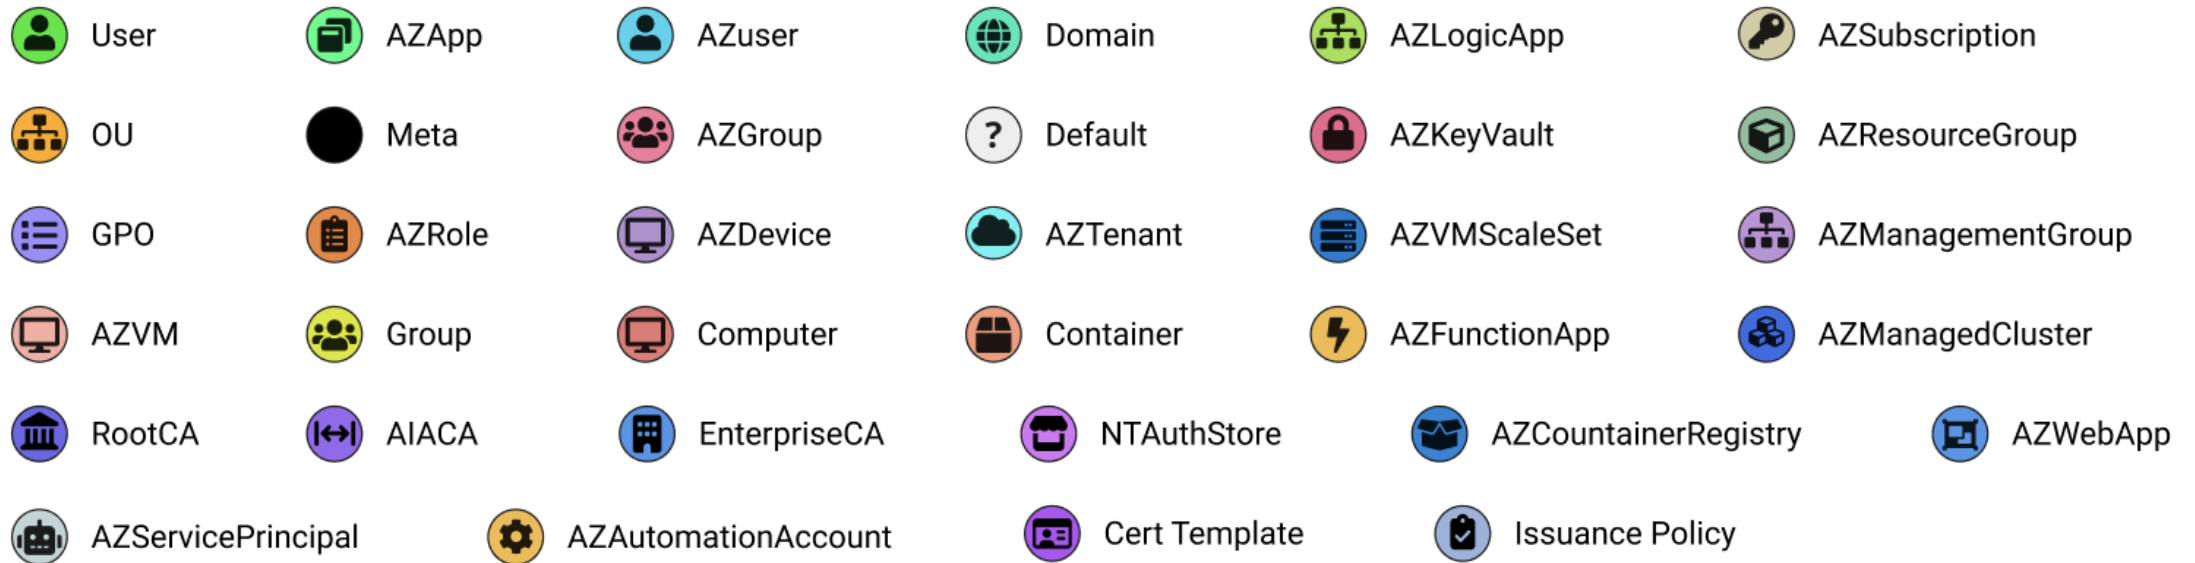 User AZApp AZuser Domain AZLogicApp AZSubscription
OU Meta AZGroup ? Default AZKeyVault AZResourceGroup
GPO AZRole AZDevice AZTenant AZVMScaleSet AZManagementGroup
AZVM Group Computer Container AZFunctionApp AZManagedCluster
RootCA AIACA EnterpriseCA NTAuthStore AZCountainerRegistry AZWebApp
AZServicePrincipal AZAutomationAccount Cert Template Issuance Policy